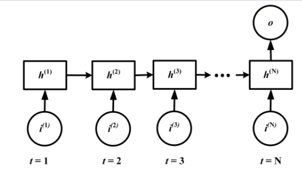 o
h(1) h(2) h(3) ••• h(N)
i(1) i(2) i(3) i(N)
t = 1 t = 2 t = 3 t = N